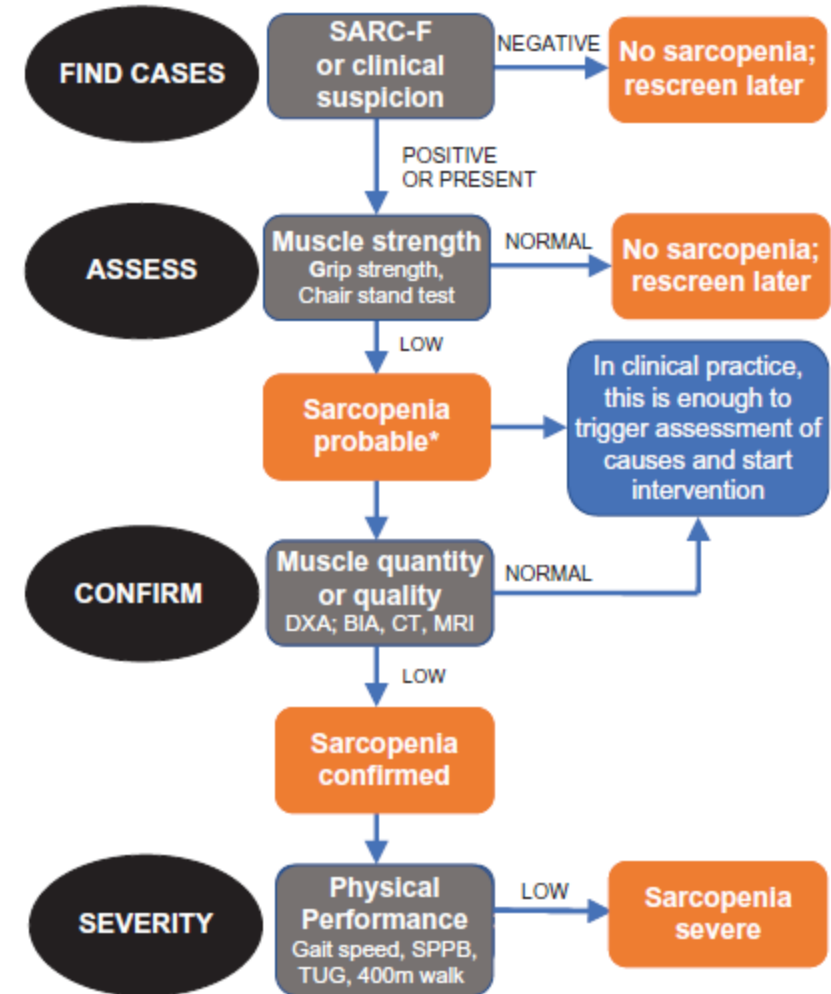 FIND CASES
SARC-F
or clinical
suspicion
NEGATIVE
No sarcopenia;
rescreen later
POSITIVE
OR PRESENT
ASSESS
Muscle strength
Grip strength,
Chair stand test
NORMAL
No sarcopenia;
rescreen later
LOW
Sarcopenia
probable*
In clinical practice,
this is enough to
trigger assessment of
causes and start
intervention
CONFIRM
Muscle quantity
or quality
DXA; BIA, CT, MRI
NORMAL
LOW
Sarcopenia
confirmed
SEVERITY
Physical
Performance
Gait speed, SPPB,
TUG, 400m walk
LOW
Sarcopenia
severe